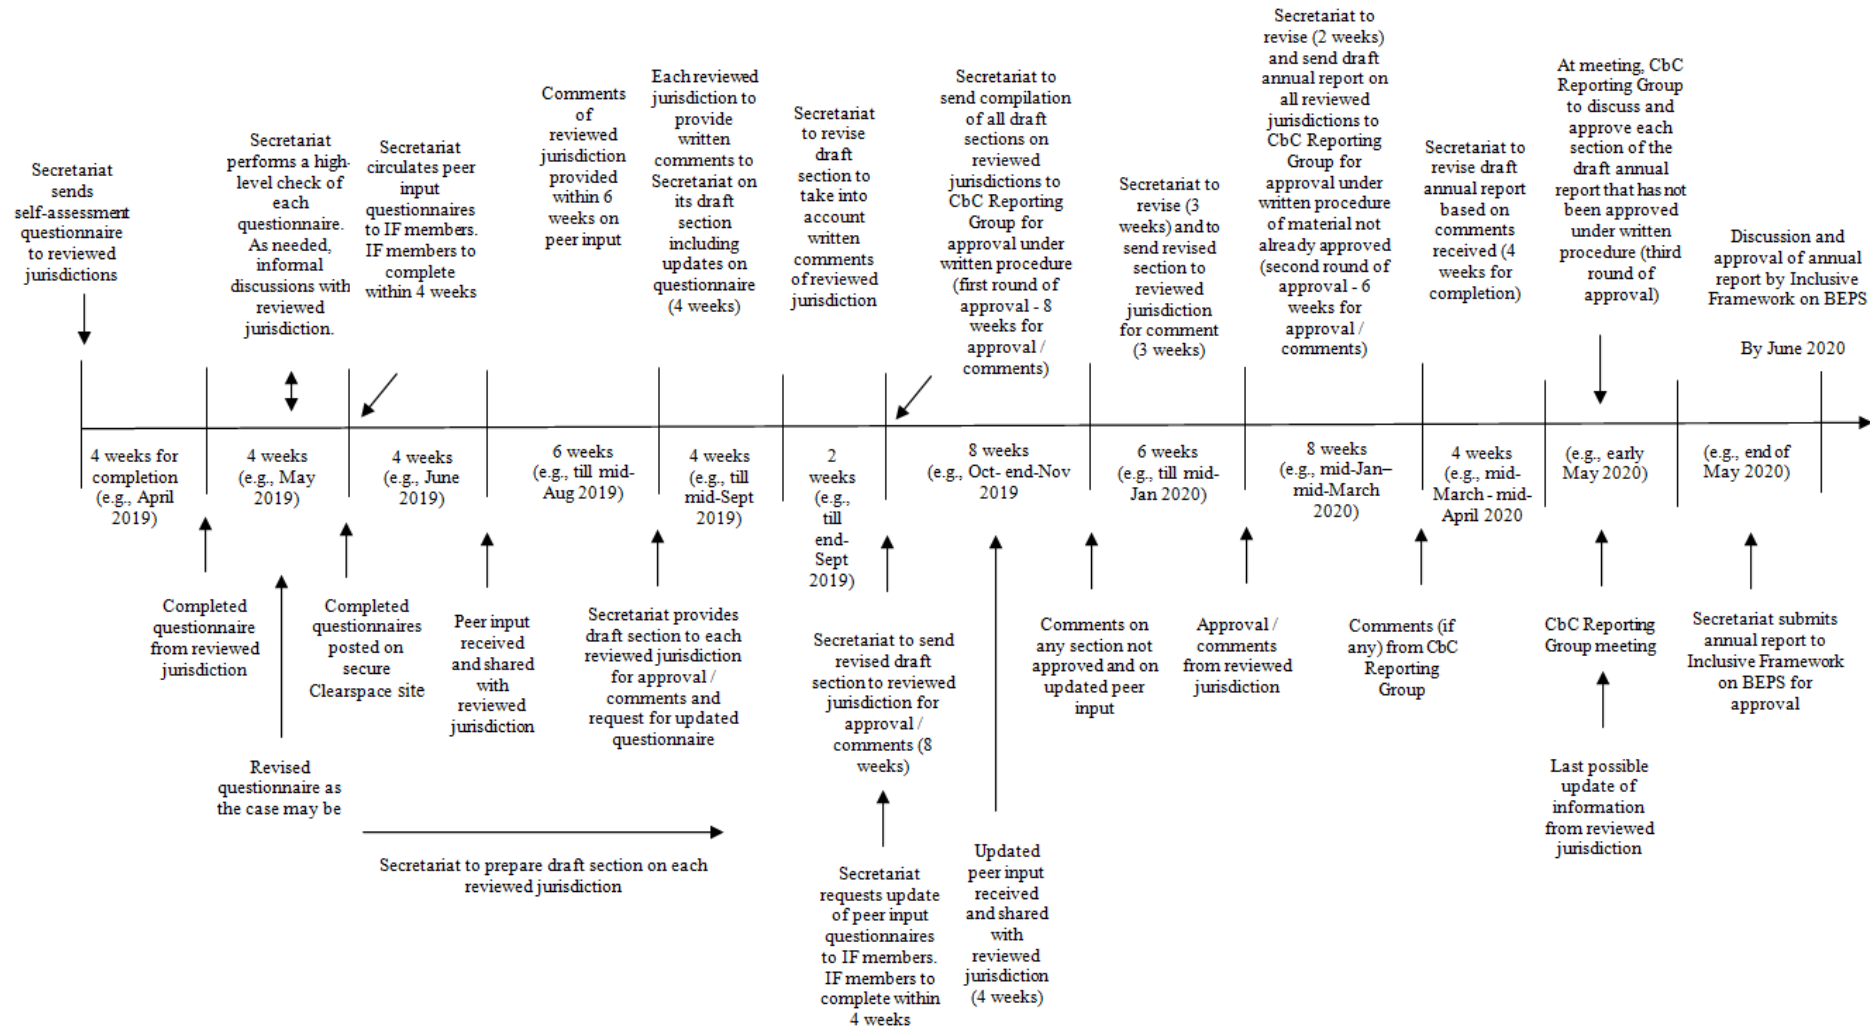 Secretariat
sends
self-assessment
questionnaire
to reviewed
jurisdictions
Secretariat
performs a high-
level check of
each
questionnaire.
As needed,
informal
discussions with
reviewed
jurisdiction.
Secretariat
circulates peer
input
questionnaires
to IF members.
IF members to
complete
within 4 weeks
Comments
of
reviewed
jurisdiction
provided
within 6
weeks on
peer input
Each reviewed
jurisdiction to
provide
written
comments to
Secretariat on
its draft
section
including
updates on
questionnaire
(4 weeks)
Secretariat
to revise
draft
section to
take into
account
written
comments
of reviewed
jurisdiction
Secretariat to
send compilation
of all draft
sections on
reviewed
jurisdictions to
CbC Reporting
Group for
approval under
written procedure
(first round of
approval - 8
weeks for
approval /
comments)
Secretariat to
revise (3
weeks) and to
send revised
section to
reviewed
jurisdiction
for comment
(3 weeks)
Secretariat to
revise (2 weeks)
and send draft
annual report on
all reviewed
jurisdictions to
CbC Reporting
Group for
approval under
written procedure
of material not
already approved
(second round of
approval - 6
weeks for
approval /
comments)
Secretariat to
revise draft
annual report
based on
comments
received (4
weeks for
completion)
At meeting, CbC
Reporting Group
to discuss and
approve each
section of the
draft annual
report that has not
been approved
under written
procedure (third
round of
approval)
Discussion and
approval of annual
report by Inclusive
Framework on BEPS
By June 2020
4 weeks for
completion
(e.g., April
2019)
4 weeks
(e.g., May
2019)
4 weeks
(e.g., June
2019)
6 weeks
(e.g., till mid-
Aug 2019)
4 weeks
(e.g., till
mid-Sept
2019)
2
weeks
(e.g.,
till
end-
Sept
2019)
8 weeks
(e.g., Oct- end-Nov
2019
6 weeks
(e.g., till mid-
Jan 2020)
8 weeks
(e.g., mid-Jan–
mid-March
2020)
4 weeks
(e.g., mid-
March - mid-
April 2020
(e.g., early
May 2020)
(e.g., end of
May 2020)
Completed
questionnaire
from reviewed
jurisdiction
Revised
questionnaire as
the case may be
Completed
questionnaires
posted on
secure
Clearspace site
Peer input
received
and shared
with
reviewed
jurisdiction
Secretariat provides
draft section to each
reviewed jurisdiction
for approval /
comments and
request for updated
questionnaire
Secretariat to prepare draft section on each
reviewed jurisdiction
Secretariat to send
revised draft
section to reviewed
jurisdiction for
approval /
comments (8
weeks)
Secretariat
requests update
of peer input
questionnaires
to IF members.
IF members to
complete within
4 weeks
Updated
peer input
received
and shared
with
reviewed
jurisdiction
(4 weeks)
Comments on
any section not
approved and on
updated peer
input
Approval /
comments
from reviewed
jurisdiction
Comments (if
any) from CbC
Reporting
Group
CbC Reporting
Group meeting
Last possible
update of
information
from reviewed
jurisdiction
Secretariat submits
annual report to
Inclusive Framework
on BEPS for
approval